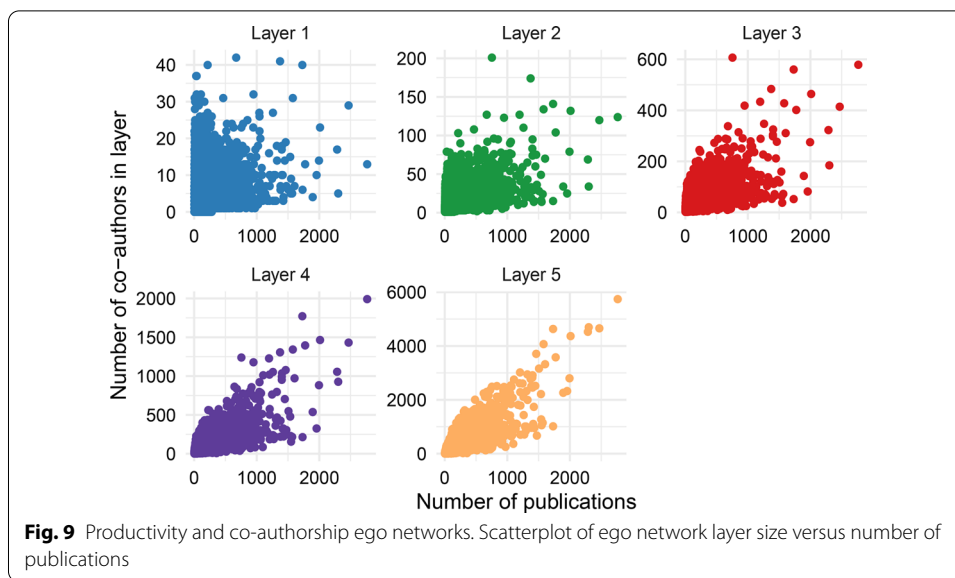 Layer 1
Layer 2
Layer 3
40
30
20
10
0
0 1000 2000
200
150
100
50
0
0 1000 2000
600
400
200
0
0 1000 2000
Number of co−authors in layer
Layer 4
Layer 5
2000
1500
1000
500
0
0 1000 2000
6000
4000
2000
0
0 1000 2000
Number of publications
Fig. 9 Productivity and co-authorship ego networks. Scatterplot of ego network layer size versus number of
publications